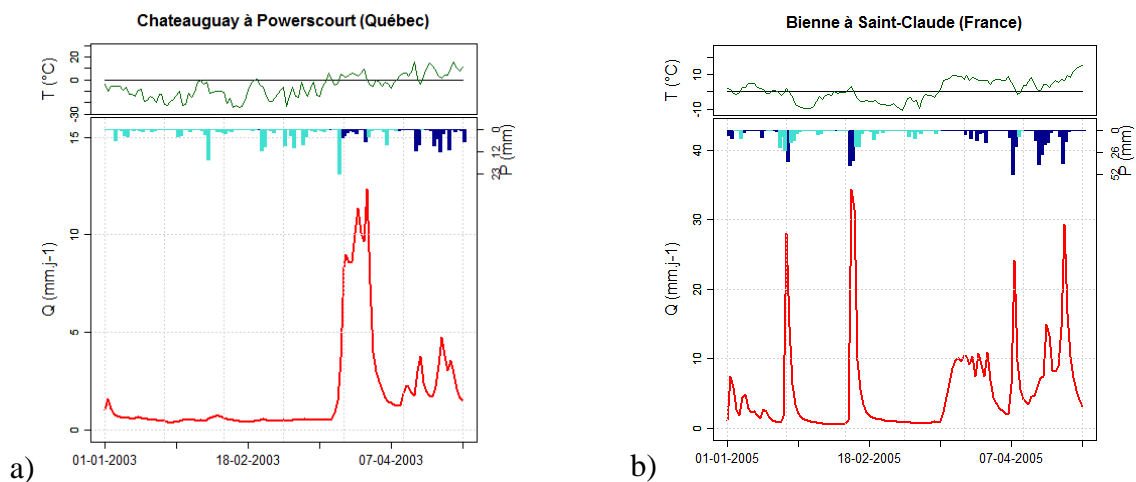 Chateauguay à Powerscourt (Québec)
T (°C)
20
0
-30
Q (mm.j-1)
15
10
5
0
P (mm)
0
12
23
01-01-2003
18-02-2003
07-04-2003
a)
Bienne à Saint-Claude (France)
T (°C)
10
-10
Q (mm.j-1)
40
30
20
10
0
P (mm)
0
26
52
01-01-2005
18-02-2005
07-04-2005
b)